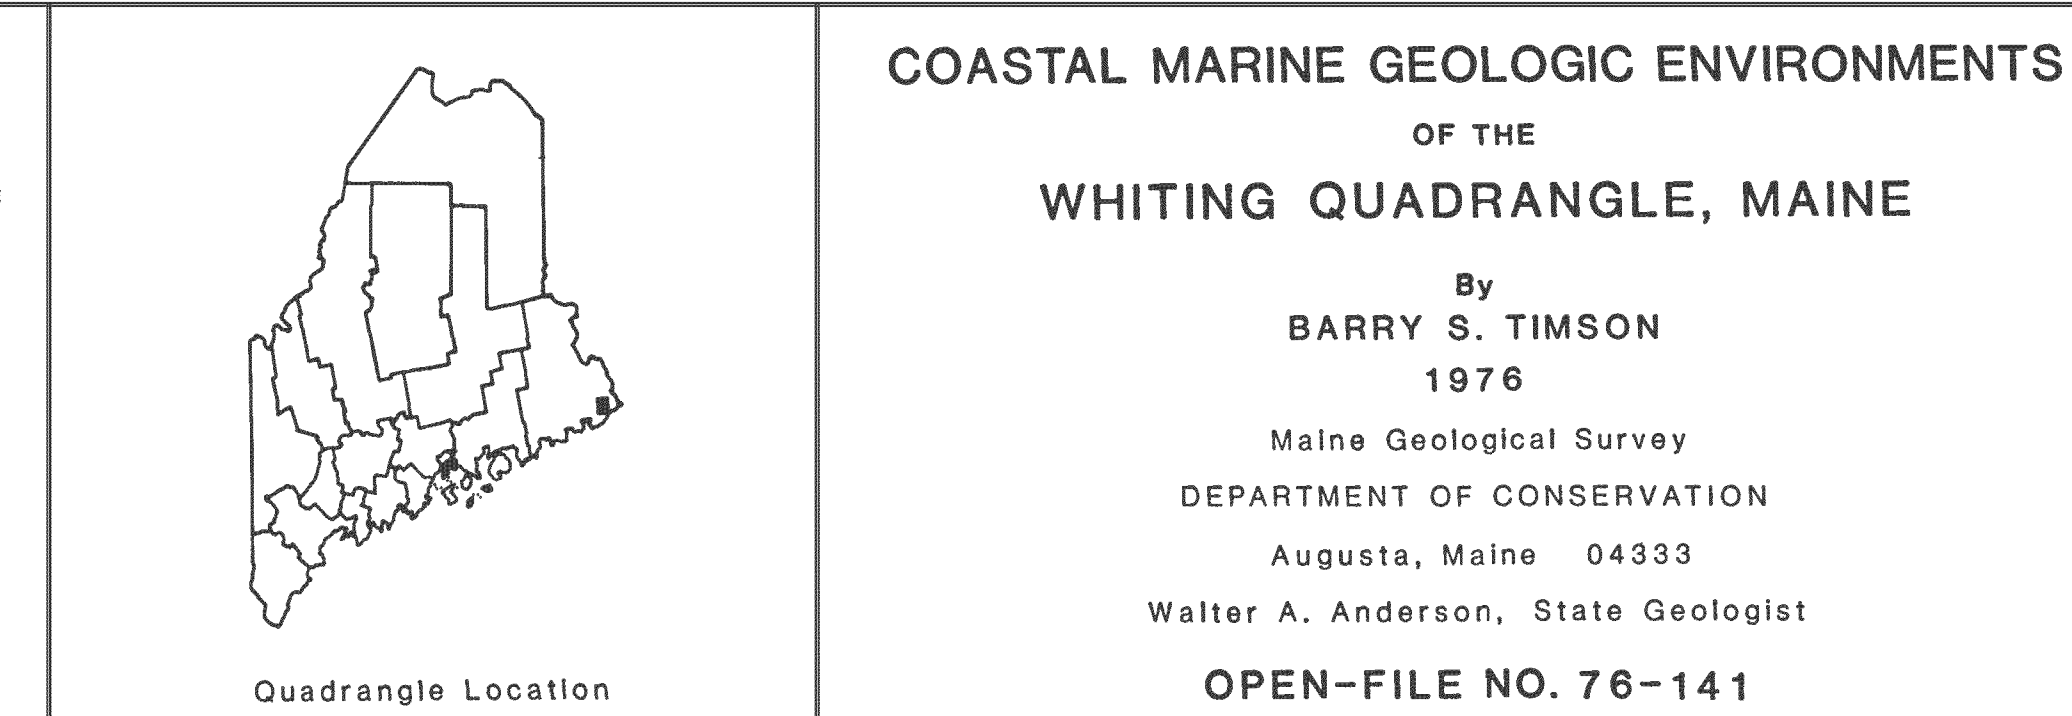 COASTAL MARINE GEOLOGIC ENVIRONMENTS
OF THE
WHITING QUADRANGLE, MAINE
By
BARRY S. TIMSON
1976
Maine Geological Survey
DEPARTMENT OF CONSERVATION
Augusta, Maine 04333
Walter A. Anderson, State Geologist
OPEN-FILE NO. 76-141
Quadrangle Location